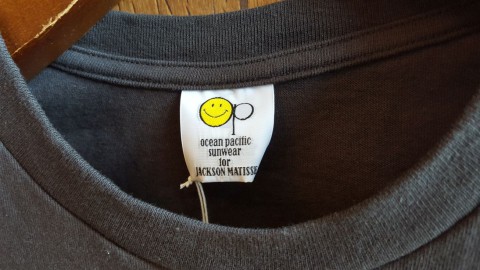 op
ocean pacific
sunwear
for
JACKSON MATISSE